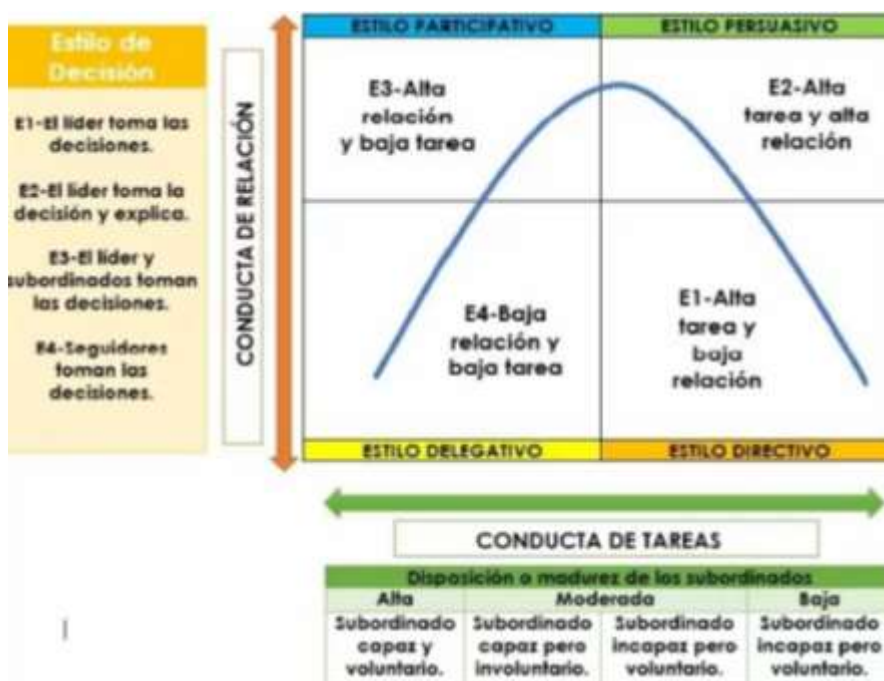 Estilo de
Decisión
E1-El líder toma las
decisiones.
E2-El líder toma la
decisión y explica.
E3-El líder y
subordinados toman
las decisiones.
E4-Seguidores
toman las
decisiones.
CONDUCTA DE RELACIÓN
ESTILO PARTICIPATIVO
ESTILO PERSUASIVO
E3-Alta
relación
y baja tarea
E2-Alta
tarea y alta
relación
E4-Baja
relación y
baja tarea
E1-Alta
tarea y
baja
relación
ESTILO DELEGATIVO
ESTILO DIRECTIVO
CONDUCTA DE TAREAS
Disposición o madurez de los subordinados
Alta
Moderada
Baja
Subordinado
capaz y
voluntario.
Subordinado
capaz pero
involuntario.
Subordinado
incapaz pero
voluntario.
Subordinado
incapaz pero
voluntario.